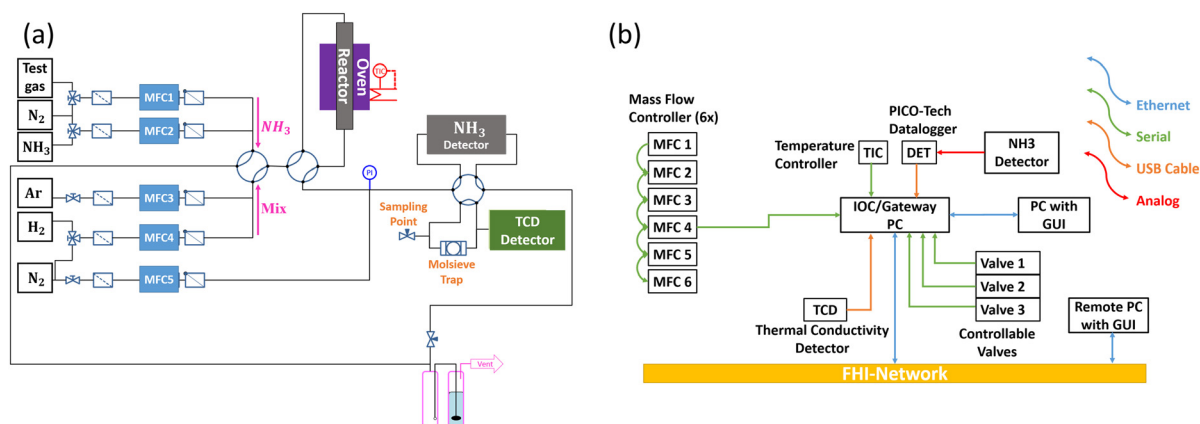 (a)
Test
gas
N₂
NH₃
MFC1
MFC2
NH₃
Ar
H₂
N₂
MFC3
MFC4
MFC5
Mix
Reactor
Oven
TIC
PI
NH₃
Detector
Sampling
Point
Molsieve
Trap
TCD
Detector
Vent
(b)
Mass Flow
Controller (6x)
MFC 1
MFC 2
MFC 3
MFC 4
MFC 5
MFC 6
Temperature
Controller
TIC
PICO-Tech
Datalogger
DET
NH3
Detector
IOC/Gateway
PC
PC with
GUI
Valve 1
Valve 2
Valve 3
Controllable
Valves
TCD
Thermal Conductivity
Detector
Remote PC
with GUI
FHI-Network
Ethernet
Serial
USB Cable
Analog